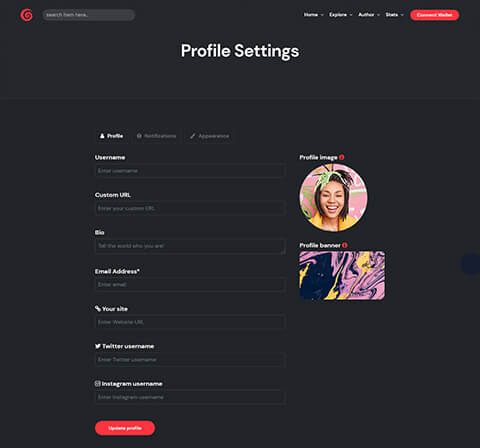 search item here..
Home
Explore
Author
Stats
Connect Wallet
Profile Settings
Profile
Notifications
Appearance
Username
Enter username
Custom URL
Enter your custom URL
Bio
Tell the world who you are!
Email Address*
Enter email
Your site
Enter Website URL
Twitter username
Enter Twitter username
Instagram username
Enter Instagram username
Update profile
Profile image
Profile banner